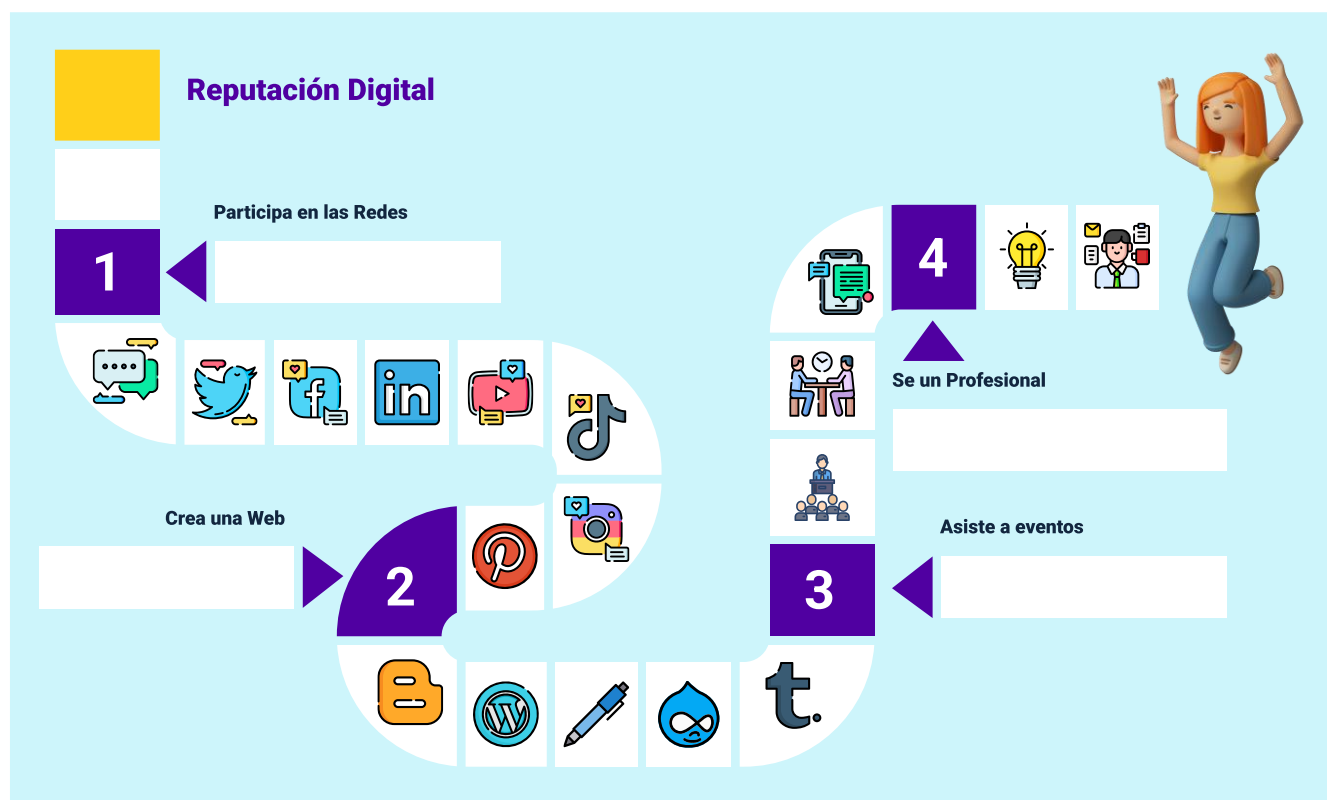 Reputación Digital
Participa en las Redes
1
4
Se un Profesional
Crea una Web
2
Asiste a eventos
3